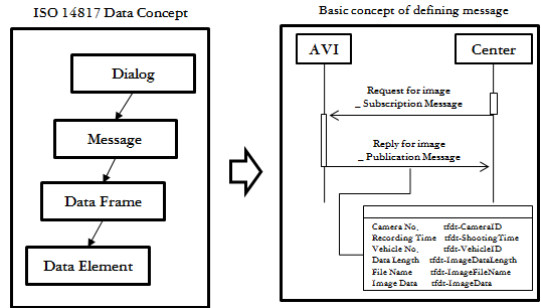 ISO 14817 Data Concept
Dialog
Message
Data Frame
Data Element
Basic concept of defining message
AVI
Center
Request for image
_ Subscription Message
Reply for image
_ Publication Message
Camera No. tfdt-CameraID
Recording Time tfdt-ShootingTime
Vehicle No. tfdt-VehicleID
Data Length tfdt-ImageDataLength
File Name tfdt-ImageFileName
Image Data tfdt-ImageData